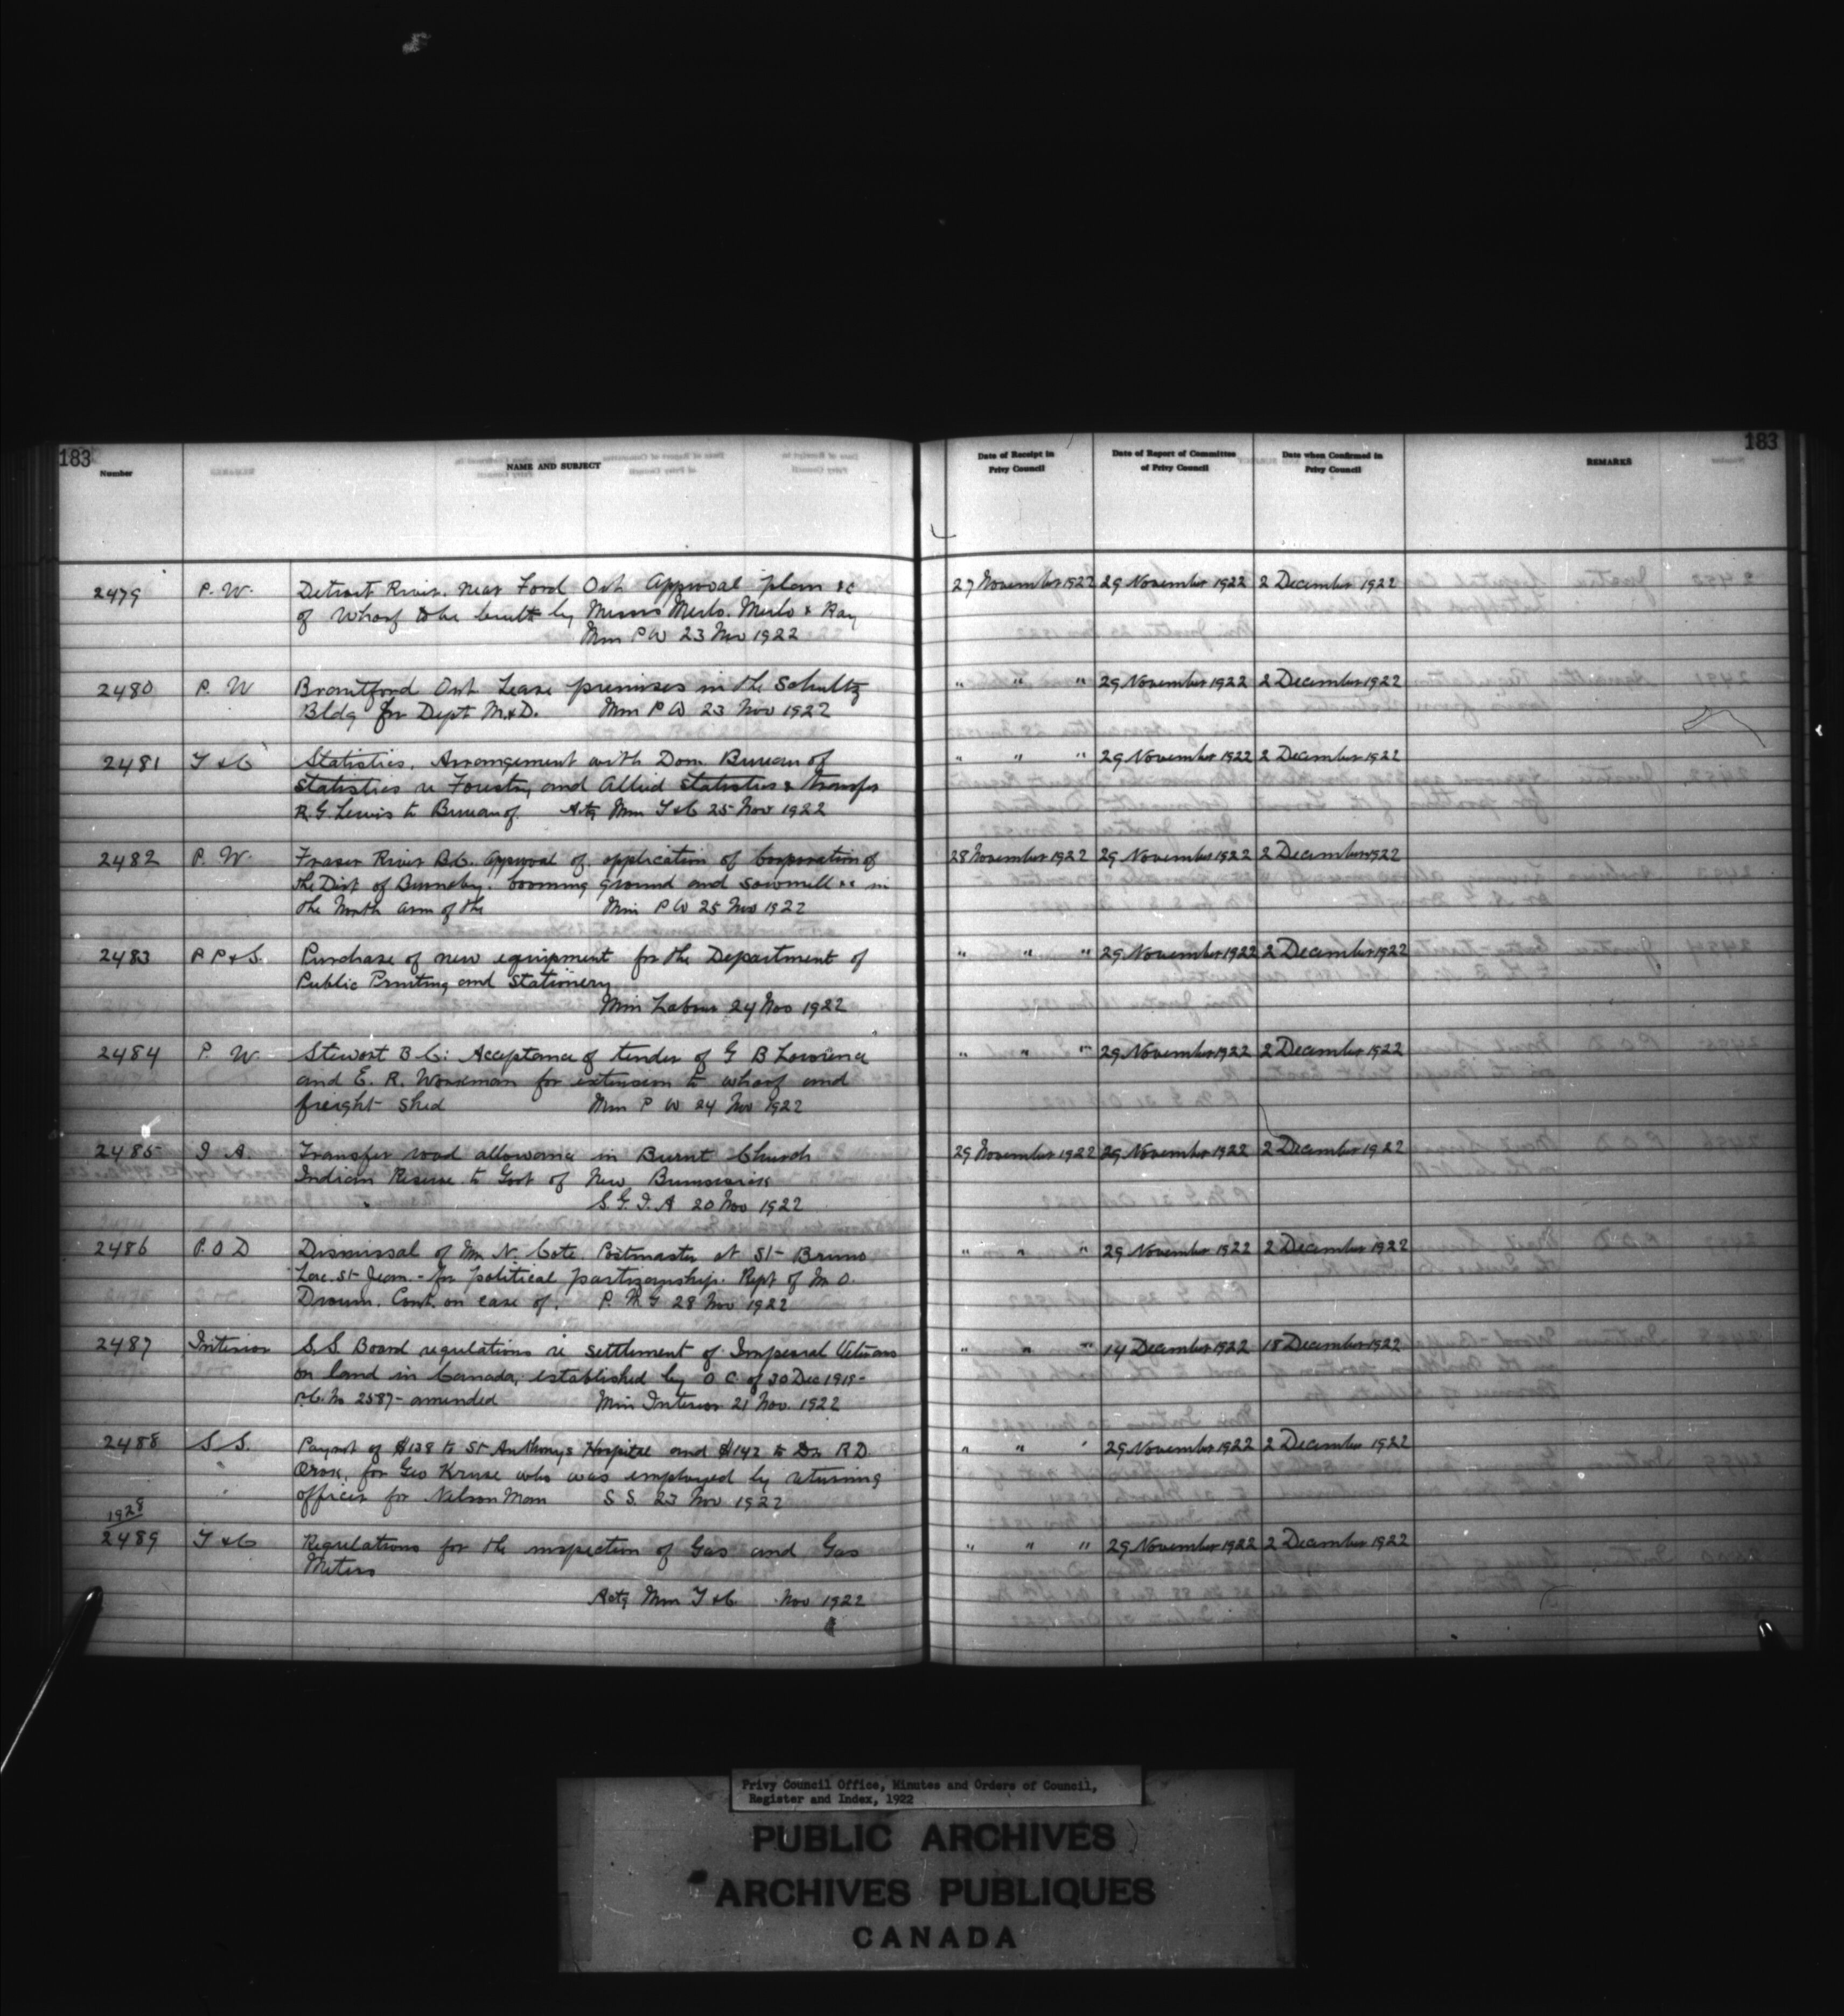 183
183
Number
NAME AND SUBJECT
Date of Receipt in Privy Council
Date of Report of Committee of Privy Council
Date when Confirmed in Privy Council
REMARKS
2479 P. W. Detroit River. near Ford Ont Approval plan &c 27 November 1922 29 November 1922 2 December 1922
of Wharf to be built by Messrs Merlo. Merlo & Ray
Min P W 23 Nov 1922
2480 P. W Brantford Ont Lease premises in the Schultz " " " 29 November 1922 2 December 1922
Bldg for Dept M.&D. Min P W 23 Nov 1922
2481 T & C Statistics. Arrangement with Dom. Bureau of " " " 29 November 1922 2 December 1922
Statistics re Forestry and Allied Statistics & transfer
R. G. Lewis to Bureau of. Actg Min T & C 25 Nov 1922
2482 P. W. Fraser River B.C. approval of application of Corporation of 28 November 1922 29 November 1922 2 December 1922
the Dist of Burnaby. booming ground and sawmill &c in
the North arm of the Min P W 25 Nov 1922
2483 P P & S. Purchase of new equipment for the Department of " " " 29 November 1922 2 December 1922
Public Printing and Stationery
Min Labour 24 Nov 1922
2484 P. W. Stewart B C: Acceptance of tender of G B " " " 29 November 1922 2 December 1922
and E. R. Workman for extension to wharf and
freight shed Min P W 24 Nov 1922
2485 I A. Transfer road allowance in Burnt Church 29 November 1922 29 November 1922 2 December 1922
Indian Reserve to Govt of New Brunswick
S. G. I. A 20 Nov 1922
2486 P. O D Dismissal of Mr N. Cote Postmaster at St Bruno " " " 29 November 1922 2 December 1922
Lac. St Jean. - for political partizanship. Rept of M O.
Drouin. Cont. on case of. P. M G 28 Nov 1922
2487 Interior S.S. Board regulations re settlement of Imperial Veterans " " " 14 December 1922 18 December 1922
on land in Canada, established by O C of 30 Dec 1918-
P.C. No 2587- amended Min Interior 21 Nov. 1922
2488 S S. Paymt of $138 to St Anthonys Hospital and $142 to Dr. R D " " " 29 November 1922 2 December 1922
Orok, for Geo Kruse who was employed by returning
officer for Nelson Man S S. 23 Nov 1922
1928
2489 T & C Regulations for the inspection of Gas and Gas " " " 29 November 1922 2 December 1922
Meters
Actg Min T & C. Nov 1922
Privy Council Office, Minutes and Orders of Council,
Register and Index, 1922
PUBLIC ARCHIVES
ARCHIVES PUBLIQUES
CANADA